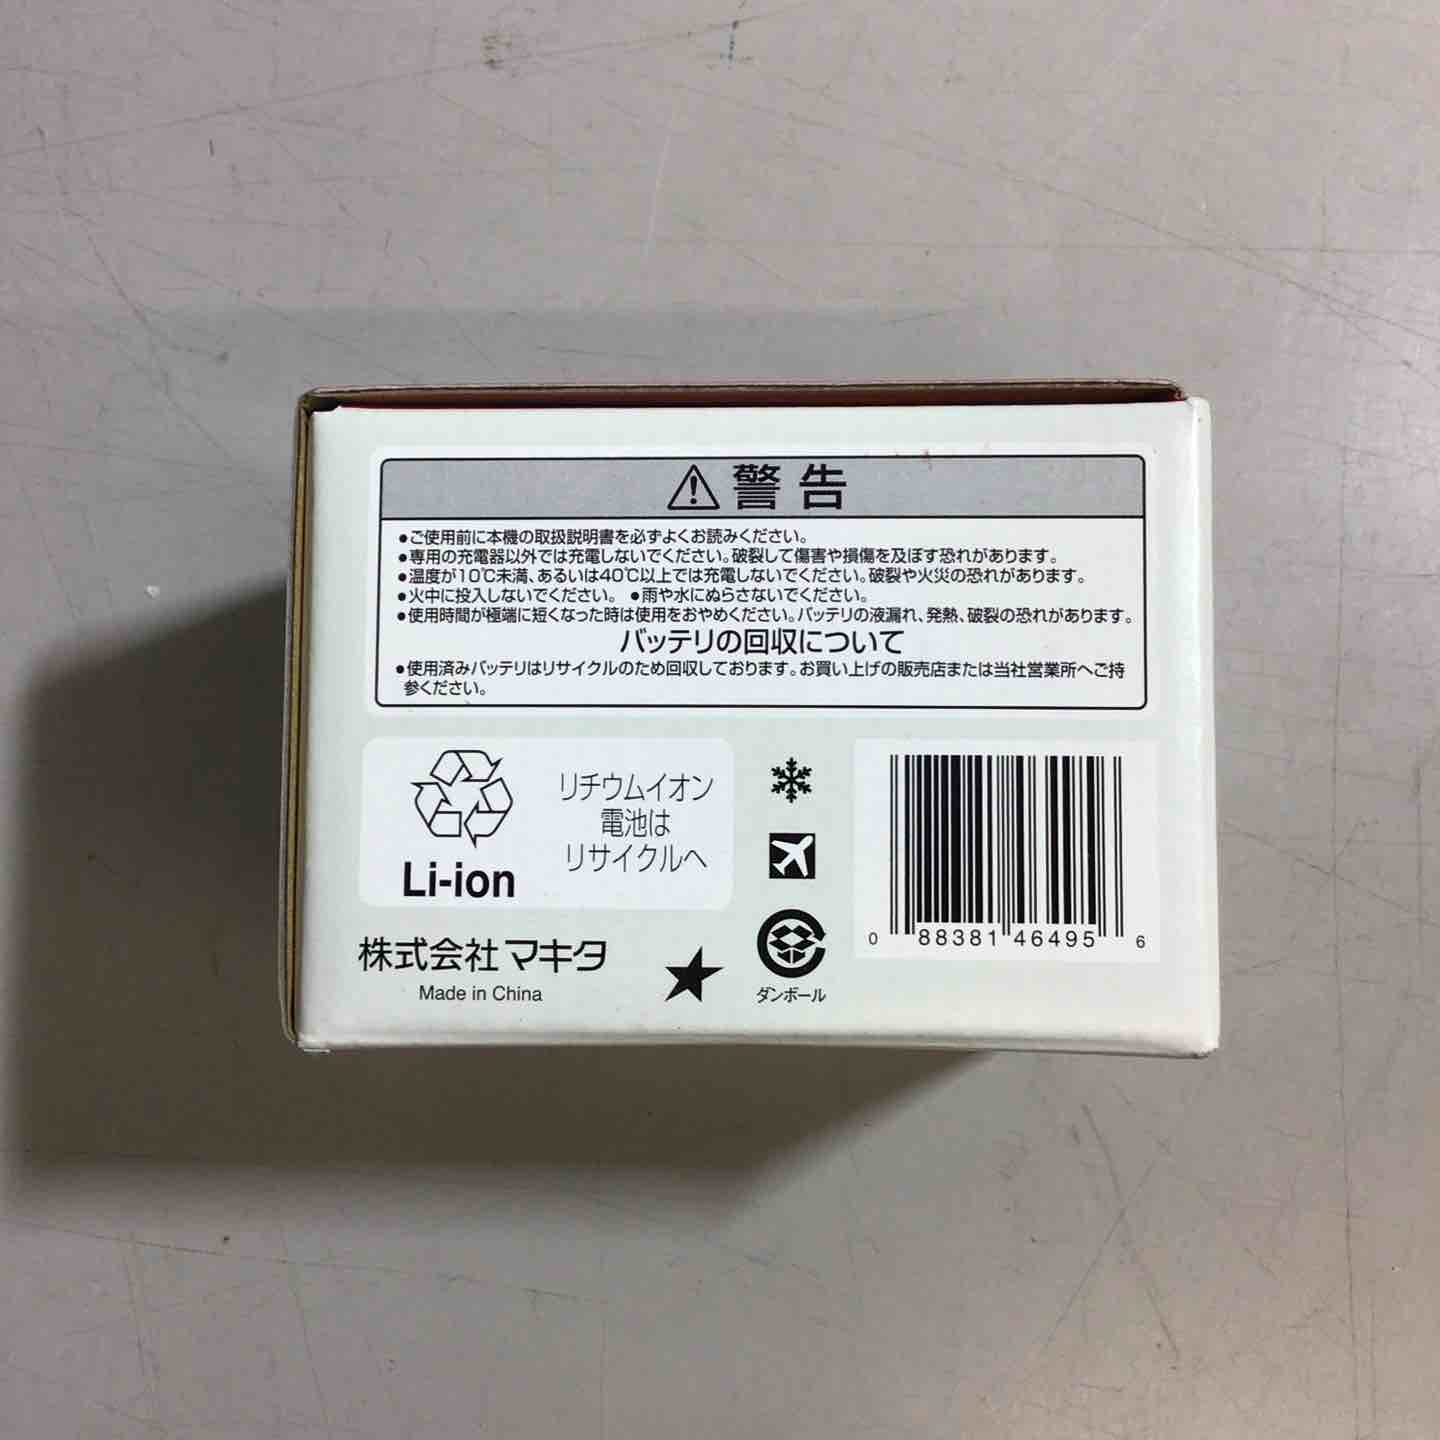 警告
●ご使用前に本機の取扱説明書を必ずよくお読みください。
●専用の充電器以外では充電しないでください。破裂して傷害や損傷を及ぼす恐れがあります。
●温度が10℃未満、あるいは40℃以上では充電しないでください。破裂や火災の恐れがあります。
●火中に投入しないでください。 ●雨や水にぬらさないでください。
●使用時間が極端に短くなった時は使用をおやめください。バッテリの液漏れ、発熱、破裂の恐れがあります。
バッテリの回収について
●使用済みバッテリはリサイクルのため回収しております。お買い上げの販売店または当社営業所へご持
参ください。
Li-ion
リチウムイオン
電池は
リサイクルへ
株式会社マキタ
Made in China
ダンボール
0 88381 46495 6